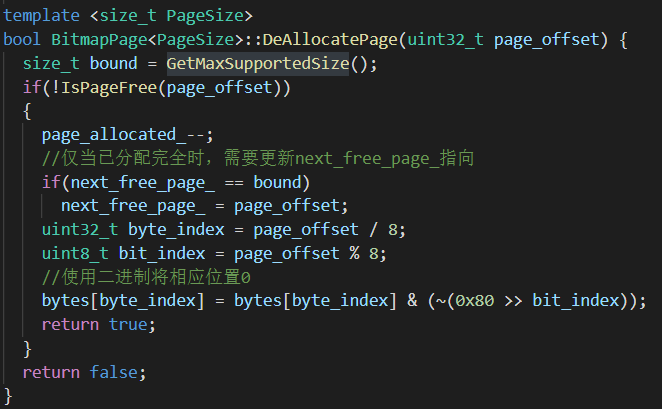 template <size_t PageSize>
bool BitmapPage<PageSize>::DeAllocatePage(uint32_t page_offset) {
  size_t bound = GetMaxSupportedSize();
  if(!IsPageFree(page_offset))
  {
    page_allocated_--;
    //仅当已分配完全时，需要更新next_free_page_指向
    if(next_free_page_ == bound)
      next_free_page_ = page_offset;
    uint32_t byte_index = page_offset / 8;
    uint8_t bit_index = page_offset % 8;
    //使用二进制将相应位置0
    bytes[byte_index] = bytes[byte_index] & (~(0x80 >> bit_index));
    return true;
  }
  return false;
}